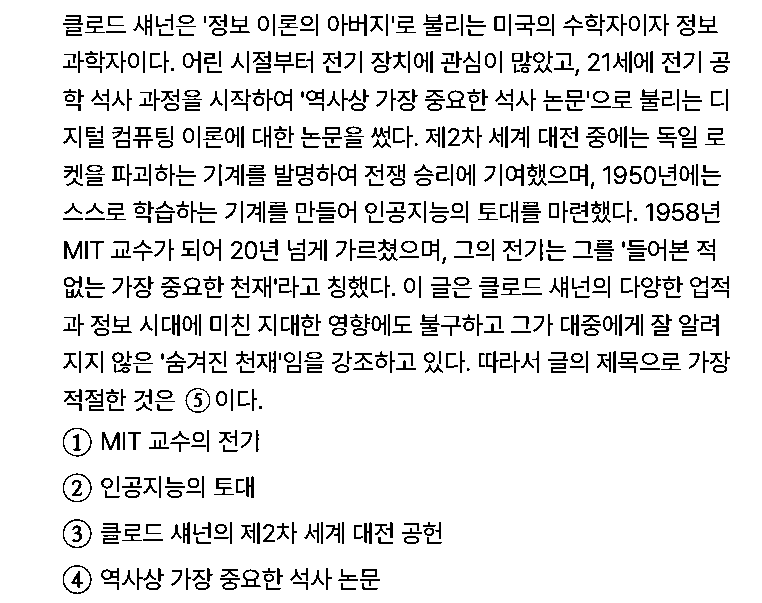 클로드 섀넌은 '정보 이론의 아버지'로 불리는 미국의 수학자이자 정보
과학자이다. 어린 시절부터 전기 장치에 관심이 많았고, 21세에 전기 공
학 석사 과정을 시작하여 '역사상 가장 중요한 석사 논문'으로 불리는 디
지털 컴퓨팅 이론에 대한 논문을 썼다. 제2차 세계 대전 중에는 독일 로
켓을 파괴하는 기계를 발명하여 전쟁 승리에 기여했으며, 1950년에는
스스로 학습하는 기계를 만들어 인공지능의 토대를 마련했다. 1958년
MIT 교수가 되어 20년 넘게 가르쳤으며, 그의 전기는 그를 '들어본 적
없는 가장 중요한 천재'라고 칭했다. 이 글은 클로드 섀넌의 다양한 업적
과 정보 시대에 미친 지대한 영향에도 불구하고 그가 대중에게 잘 알려
지지 않은 '숨겨진 천재'임을 강조하고 있다. 따라서 글의 제목으로 가장
적절한 것은 ⑤이다.
① MIT 교수의 전기
② 인공지능의 토대
③ 클로드 섀넌의 제2차 세계 대전 공헌
④ 역사상 가장 중요한 석사 논문